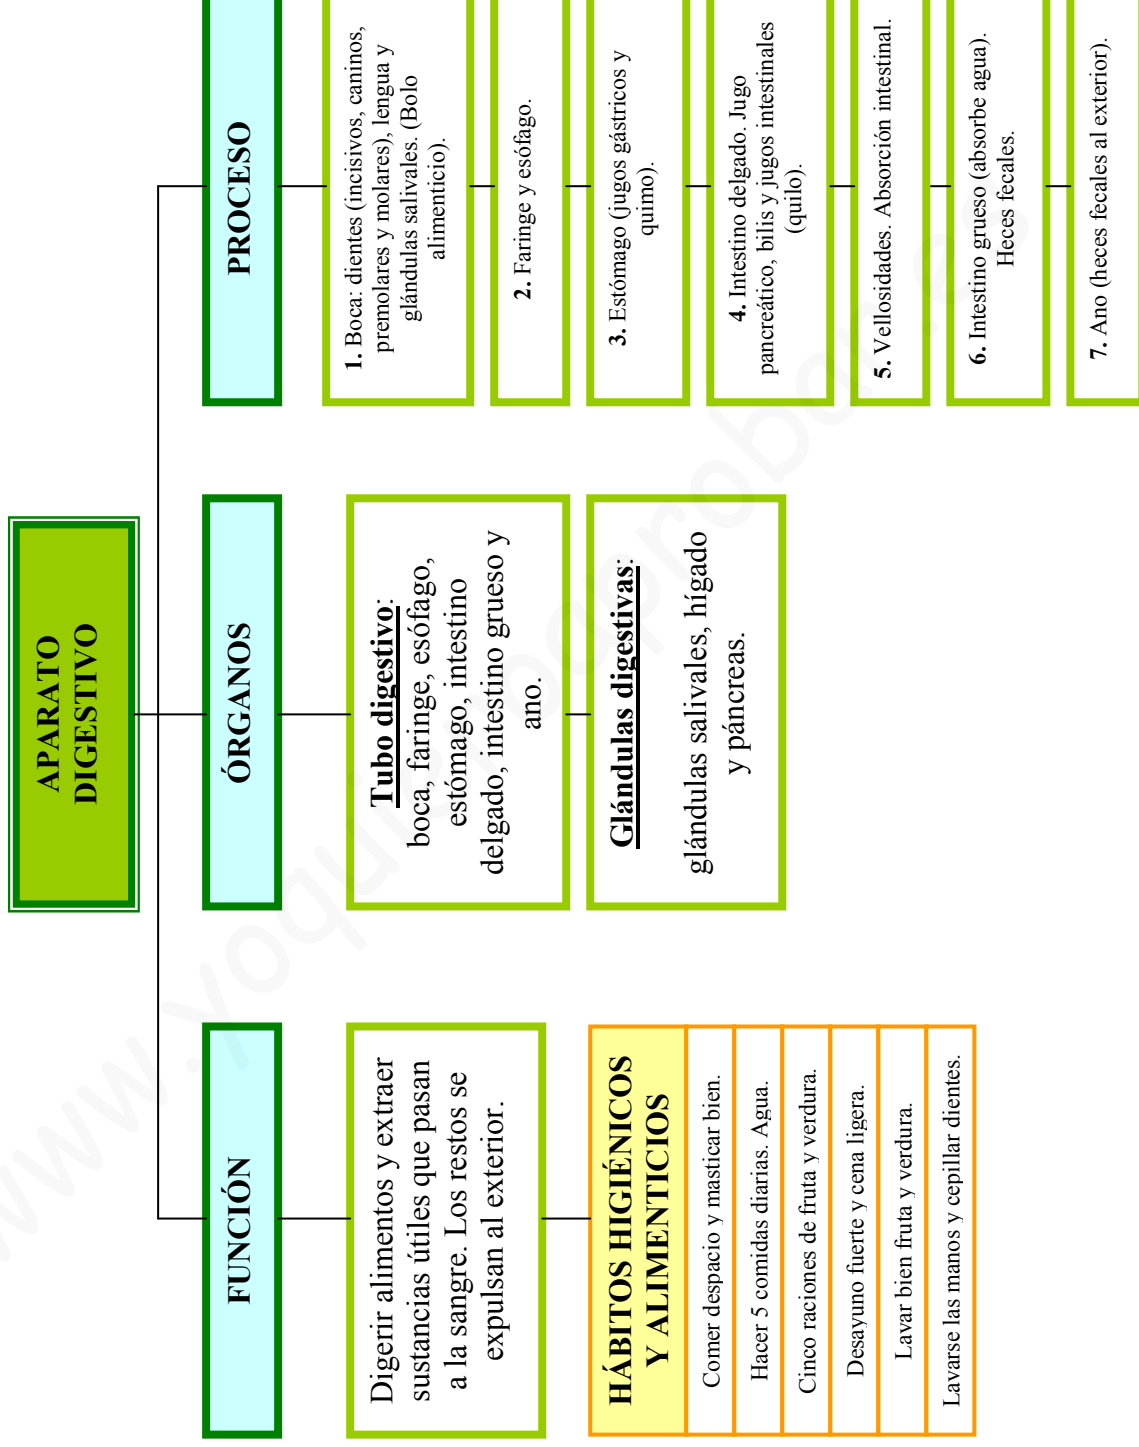 APARATO
DIGESTIVO
FUNCIÓN
Digerir alimentos y extraer
sustancias útiles que pasan
a la sangre. Los restos se
expulsan al exterior.
HÁBITOS HIGIÉNICOS
Y ALIMENTICIOS
Comer despacio y masticar bien.
Hacer 5 comidas diarias. Agua.
Cinco raciones de fruta y verdura.
Desayuno fuerte y cena ligera.
Lavar bien fruta y verdura.
Lavarse las manos y cepillar dientes.
ÓRGANOS
Tubo digestivo:
boca, faringe, esófago,
estómago, intestino
delgado, intestino grueso y
ano.
Glándulas digestivas:
glándulas salivales, hígado
y páncreas.
PROCESO
1. Boca: dientes (incisivos, caninos,
premolares y molares), lengua y
glándulas salivales. (Bolo
alimenticio).
2. Faringe y esófago.
3. Estómago (jugos gástricos y
quimo).
4. Intestino delgado. Jugo
pancreático, bilis y jugos intestinales
(quilo).
5. Vellosidades. Absorción intestinal.
6. Intestino grueso (absorbe agua).
Heces fecales.
7. Ano (heces fecales al exterior).
www.yoquieroaprobar.es